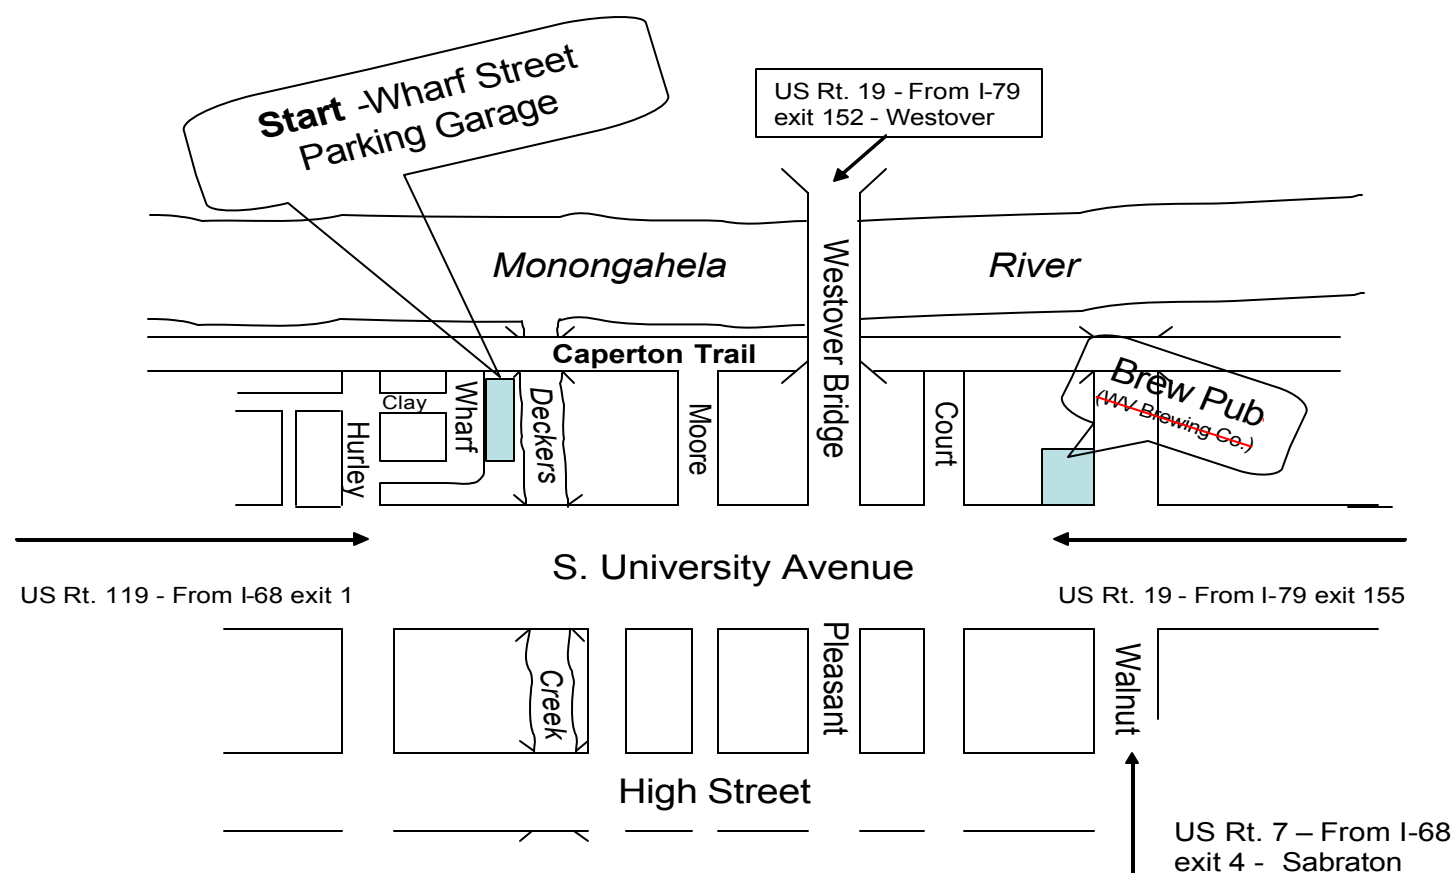 Start -Wharf Street
Parking Garage
US Rt. 19 - From I-79
exit 152 - Westover
Monongahela
River
Westover Bridge
Caperton Trail
Brew Pub
(WV Brewing Co.)
Clay
Wharf
Hurley
Deckers
Moore
Court
S. University Avenue
US Rt. 119 - From I-68 exit 1
US Rt. 19 - From I-79 exit 155
Creek
Pleasant
Walnut
High Street
US Rt. 7 – From I-68
exit 4 - Sabraton